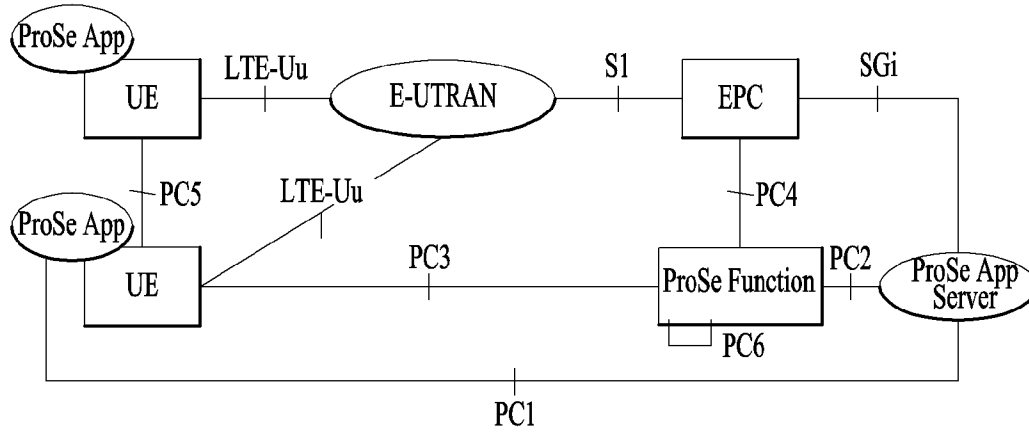 ProSe App
LTE-Uu
S1
SGi
UE
E-UTRAN
EPC
PC5
LTE-Uu
PC4
ProSe App
PC3
PC2
UE
ProSe Function
ProSe App
Server
PC6
PC1